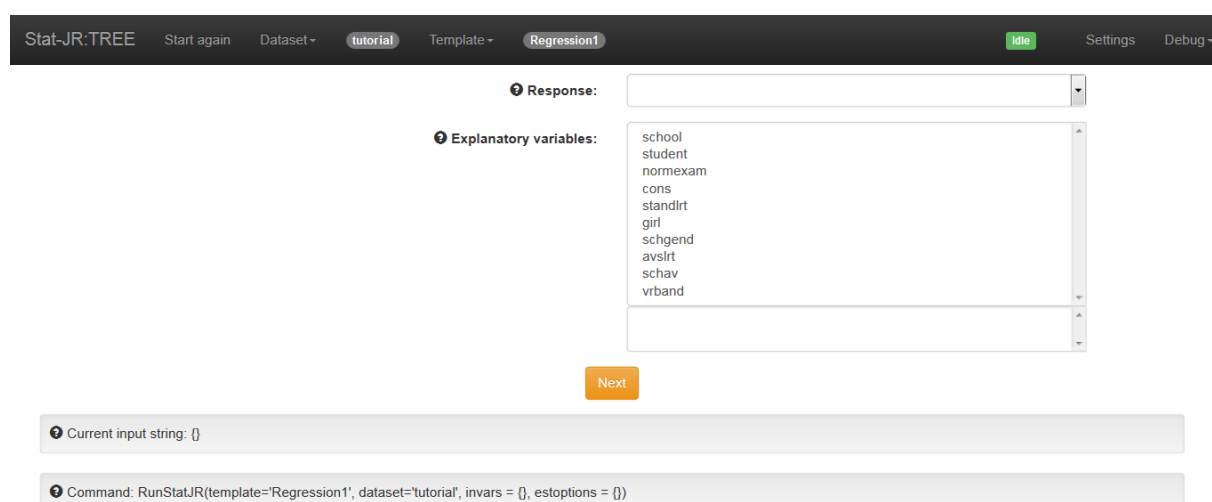 Stat-JR:TREE Start again Dataset tutorial Template Regression1 Idle Settings Debug
Response:
Explanatory variables:
school
student
normexam
cons
standlrt
girl
schgend
avslrt
schav
vrband
Next
Current input string: {}
Command: RunStatJR(template='Regression1', dataset='tutorial', invars = {}, estoptions = {})